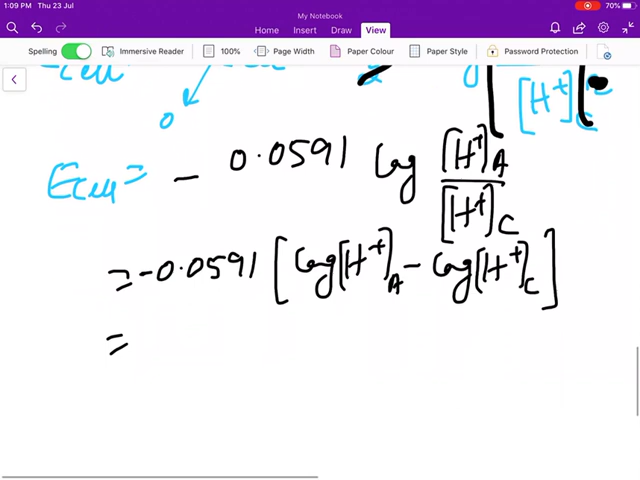 1:09 PM Thu 23 Jul
My Notebook
70%
Home Insert Draw View
Spelling Immersive Reader 100% Page Width Paper Colour Paper Style Password Protection
[H⁺]C
0
Ecell = - 0.0591 log [H⁺]A / [H⁺]C
= -0.0591 [log[H⁺]A - log[H⁺]C]
=